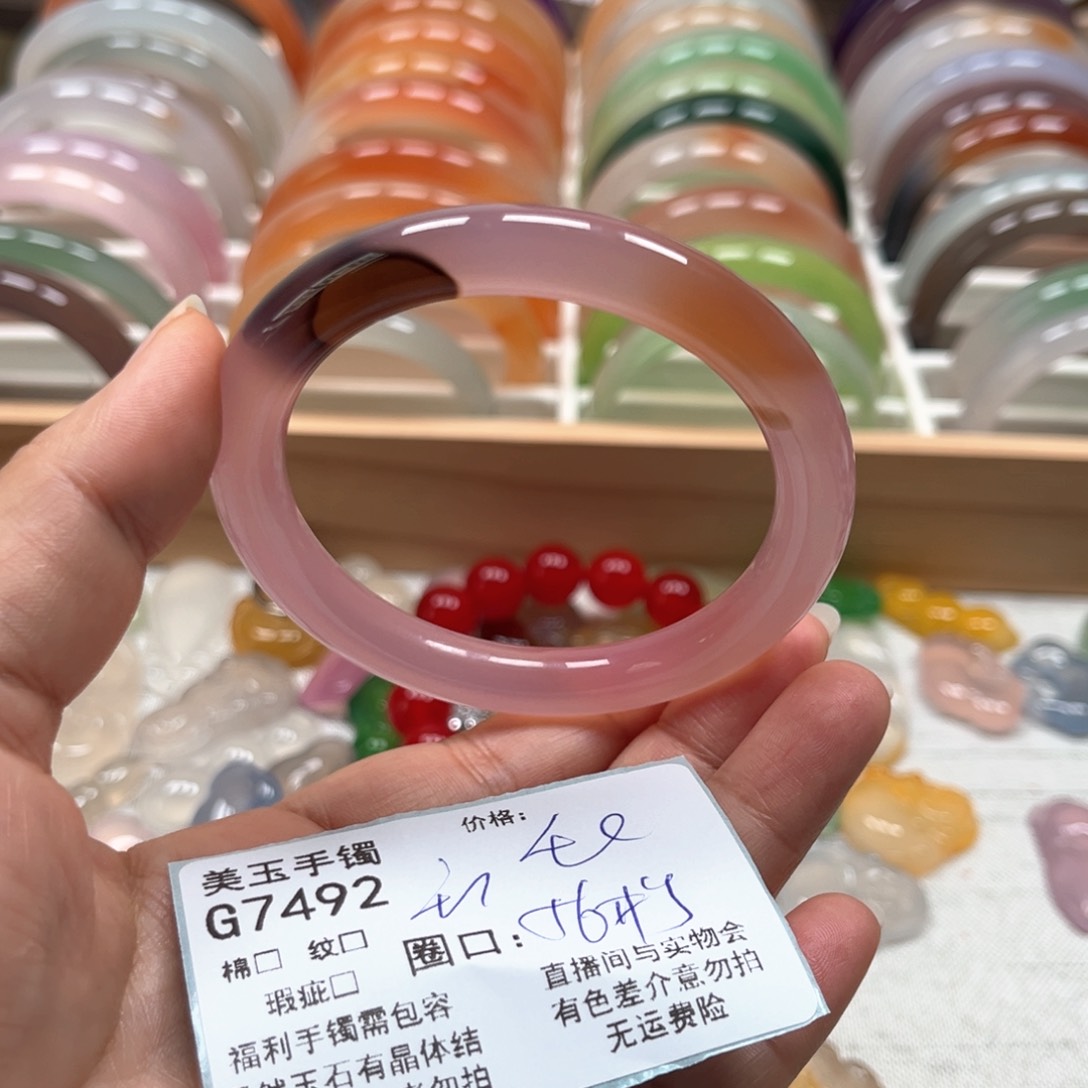 价格:
美玉手镯
G7492
圈口:
棉□ 纹□
瑕疵□
直播间与实物会
有色差介意勿拍
无运费险
福利手镯需包容
玉石有晶体结
勿拍